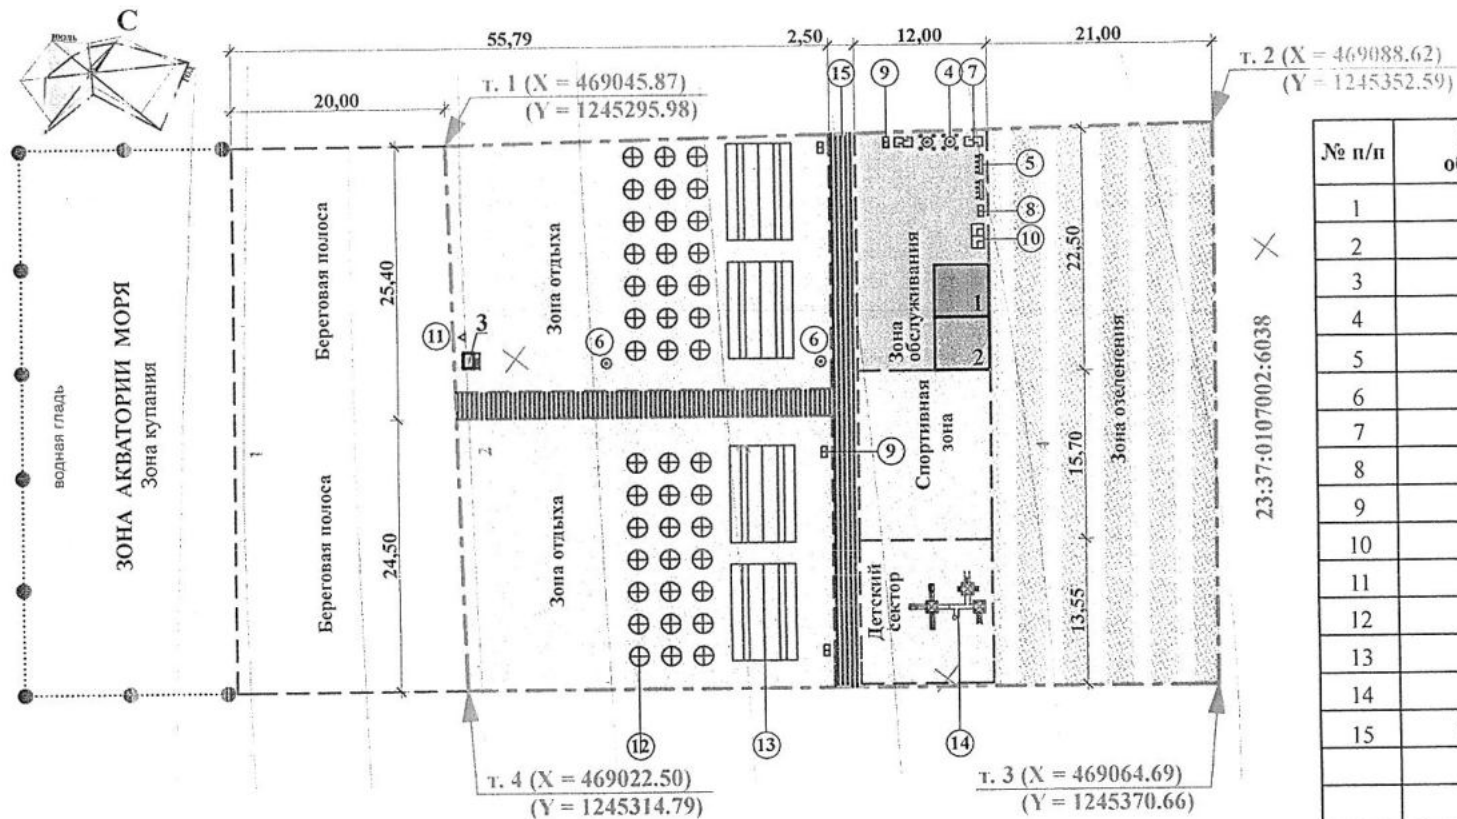 С
55,79
2,50
12,00
21,00
20,00
т. 1 (X = 469045.87)
(Y = 1245295.98)
15
9
4
7
т. 2 (X = 469088.62)
(Y = 1245352.59)
5
8
10
22,50
25,40
Береговая полоса
Зона отдыха
11
3
6
6
Зона
обслуживания
1
2
водная гладь
ЗОНА АКВАТОРИИ МОРЯ
Зона купания
1
2
4
9
Спортивная
зона
15,70
Зона озеленения
23:37:0107002:6038
24,50
Береговая полоса
Зона отдыха
Детский
сектор
13,55
12
13
14
т. 4 (X = 469022.50)
(Y = 1245314.79)
т. 3 (X = 469064.69)
(Y = 1245370.66)
№ п/п
1
2
3
4
5
6
7
8
9
10
11
12
13
14
15